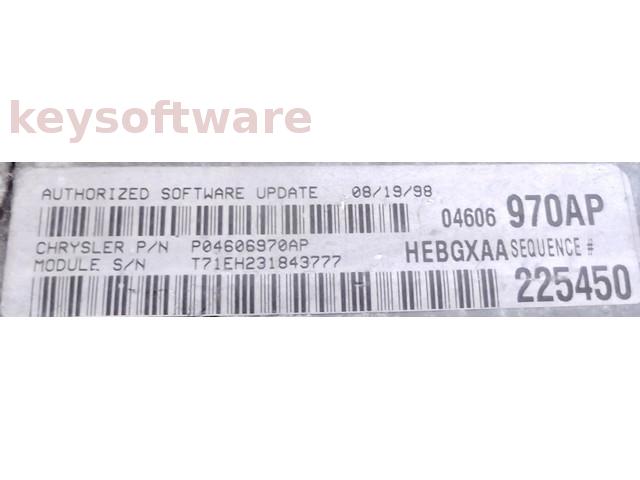 keysoftware
AUTHORIZED SOFTWARE UPDATE 08/19/98
04606 970AP
CHRYSLER P/N P04606970AP
HEBGXAA SEQUENCE #
MODULE S/N T71EH231843777
225450